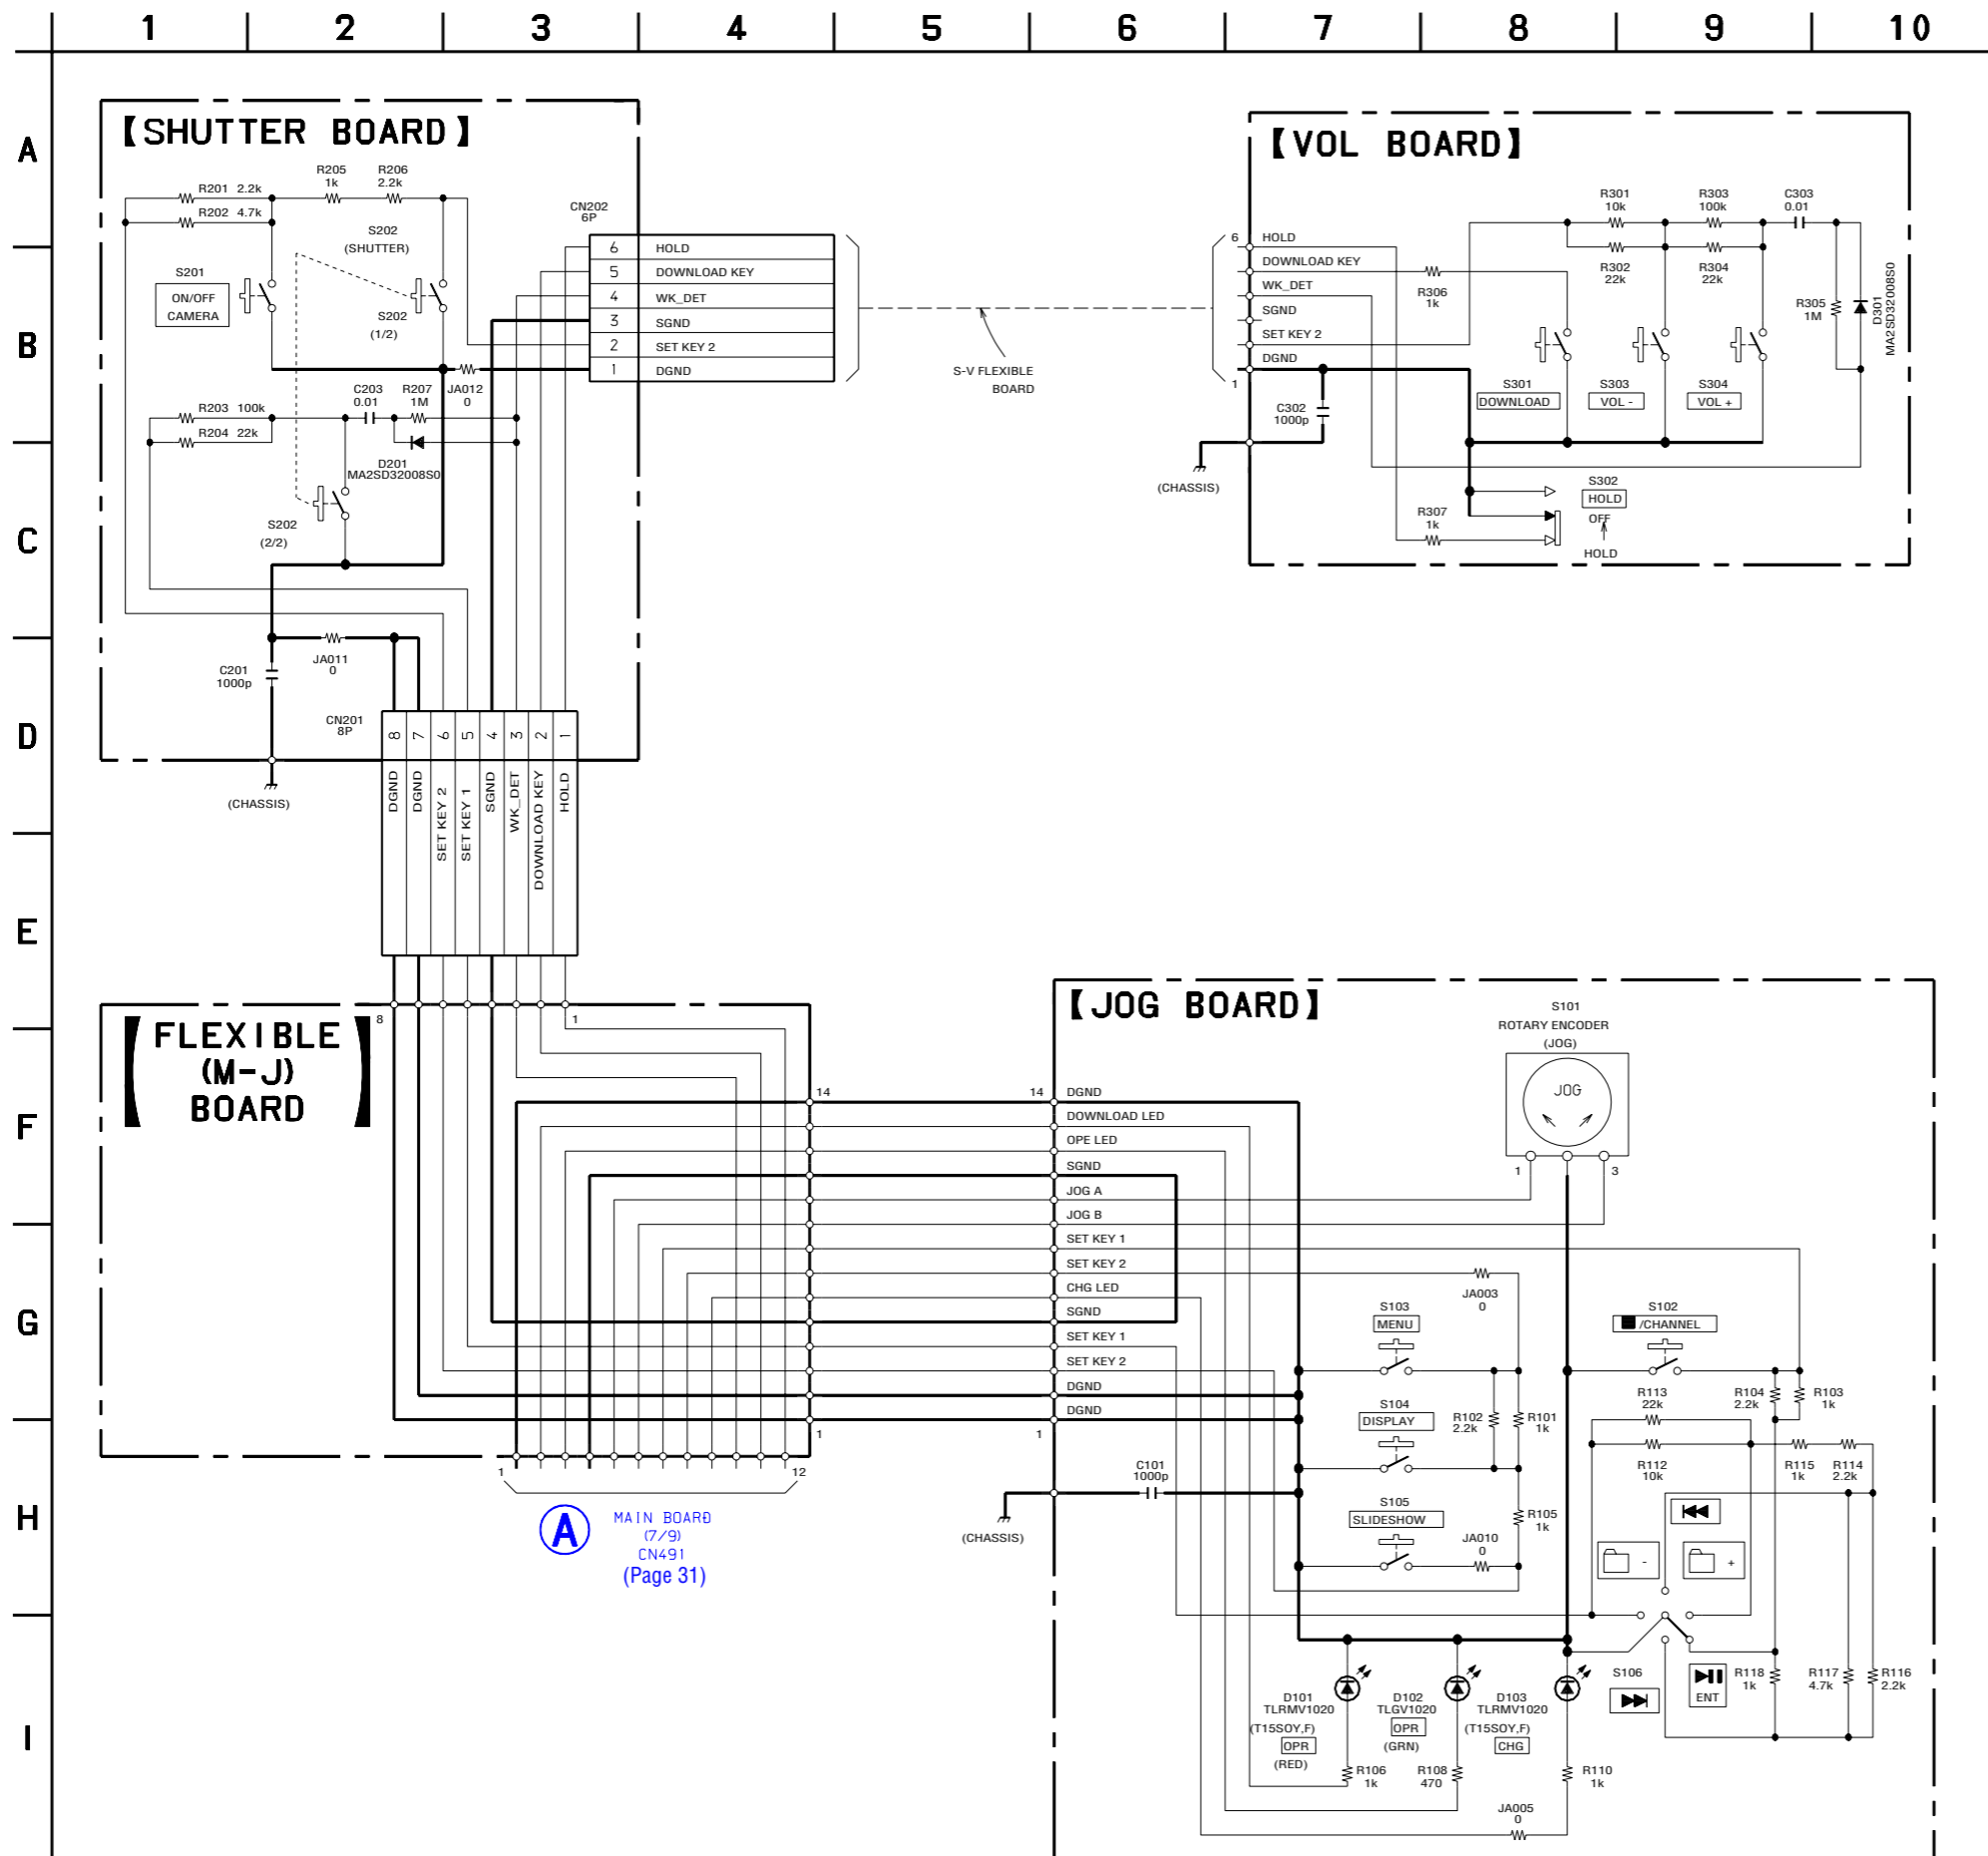 1 2 3 4 5 6 7 8 9 10
A
B
C
D
E
F
G
H
I
【SHUTTER BOARD】
R201 2.2k
R202 4.7k
R205
1k
R206
2.2k
S202
(SHUTTER)
S201
ON/OFF
CAMERA
S202
(1/2)
CN202
6P
6 HOLD
5 DOWNLOAD KEY
4 WK_DET
3 SGND
2 SET KEY 2
1 DGND
C203
0.01
R207
1M
JA012
0
R203 100k
R204 22k
D201
MA2SD32008S0
S202
(2/2)
JA011
0
C201
1000p
CN201
8P
(CHASSIS)
8 7 6 5 4 3 2 1
DGND
DGND
SET KEY 2
SET KEY 1
SGND
WK_DET
DOWNLOAD KEY
HOLD
S-V FLEXIBLE
BOARD
【VOL BOARD】
6
HOLD
DOWNLOAD KEY
WK_DET
SGND
SET KEY 2
DGND
1
R301
10k
R303
100k
C303
0.01
R302
22k
R304
22k
R306
1k
R305
1M
D301
MA2SD32008S0
C302
1000p
S301
DOWNLOAD
S303
VOL -
S304
VOL +
(CHASSIS)
R307
1k
S302
HOLD
OFF
HOLD
【FLEXIBLE
(M-J)
BOARD】
8
1
14
1
1
12
A
MAIN BOARD
(7/9)
CN491
(Page 31)
【JOG BOARD】
14
DGND
DOWNLOAD LED
OPE LED
SGND
JOG A
JOG B
SET KEY 1
SET KEY 2
CHG LED
SGND
SET KEY 1
SET KEY 2
DGND
DGND
1
S101
ROTARY ENCODER
(JOG)
JOG
1
3
JA003
0
S103
MENU
S102
/CHANNEL
S104
DISPLAY
R102
2.2k
R101
1k
R113
22k
R104
2.2k
R103
1k
R112
10k
R115
1k
R114
2.2k
C101
1000p
(CHASSIS)
S105
SLIDESHOW
R105
1k
JA010
0
-
+
S106
ENT
R118
1k
R117
4.7k
R116
2.2k
D101
TLRMV1020
(T15SOY,F)
OPR
(RED)
D102
TLGV1020
OPR
(GRN)
D103
TLRMV1020
(T15SOY,F)
CHG
R106
1k
R108
470
R110
1k
JA005
0